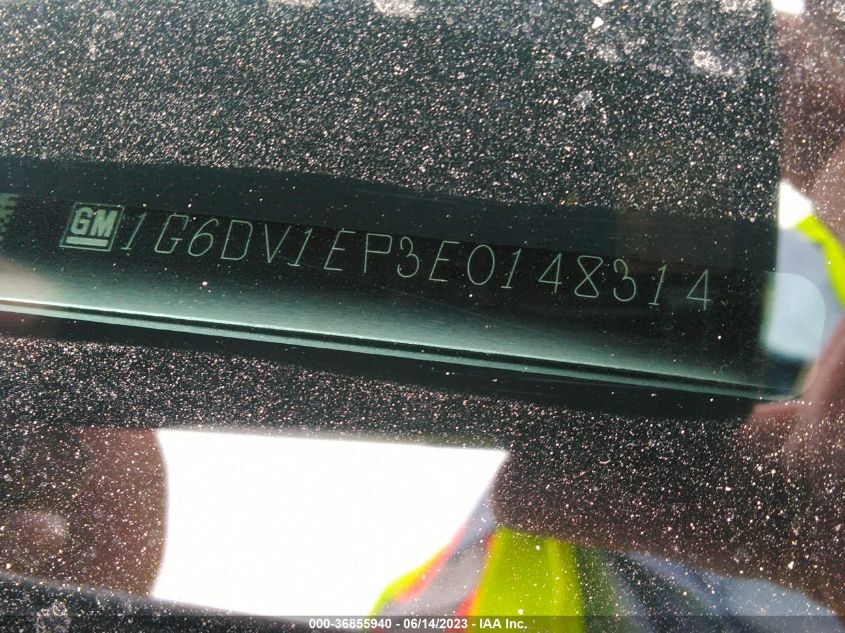 GM 1G6DV1EP3E0148314
000-36855940 - 06/14/2023 - IAA Inc.